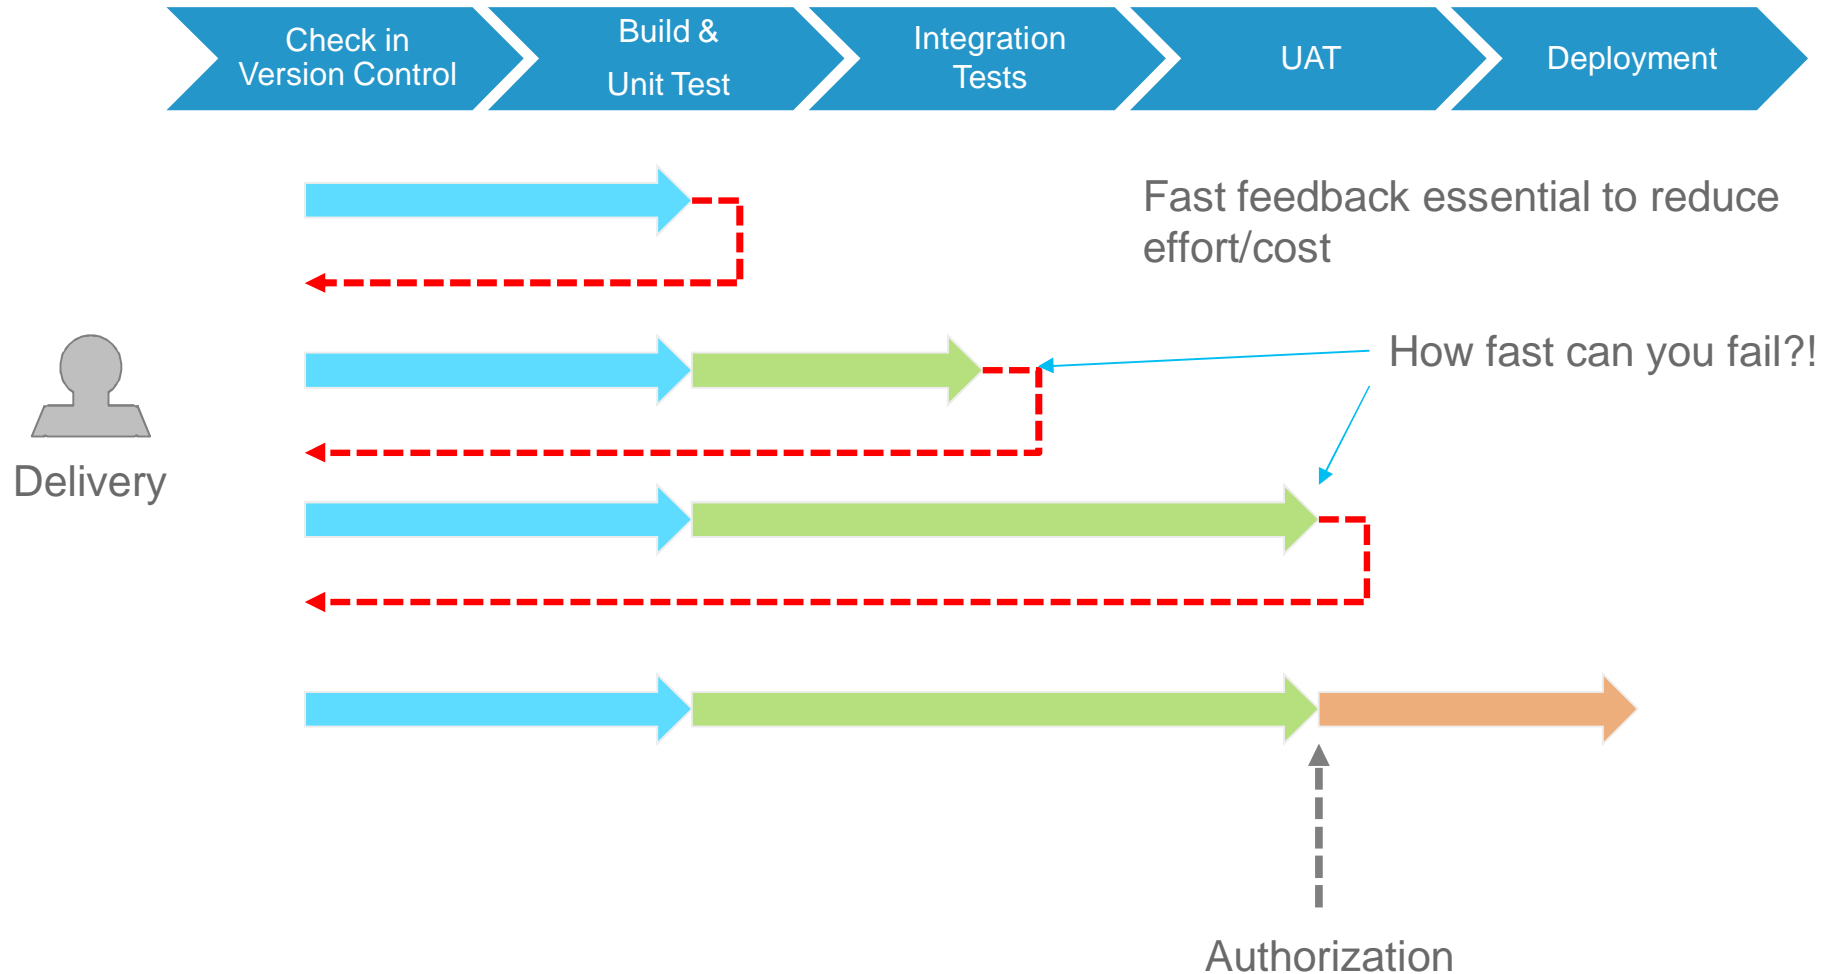 Check in
Version Control
Build &
Unit Test
Integration
Tests
UAT
Deployment
Fast feedback essential to reduce
effort/cost
How fast can you fail?!
Delivery
Authorization